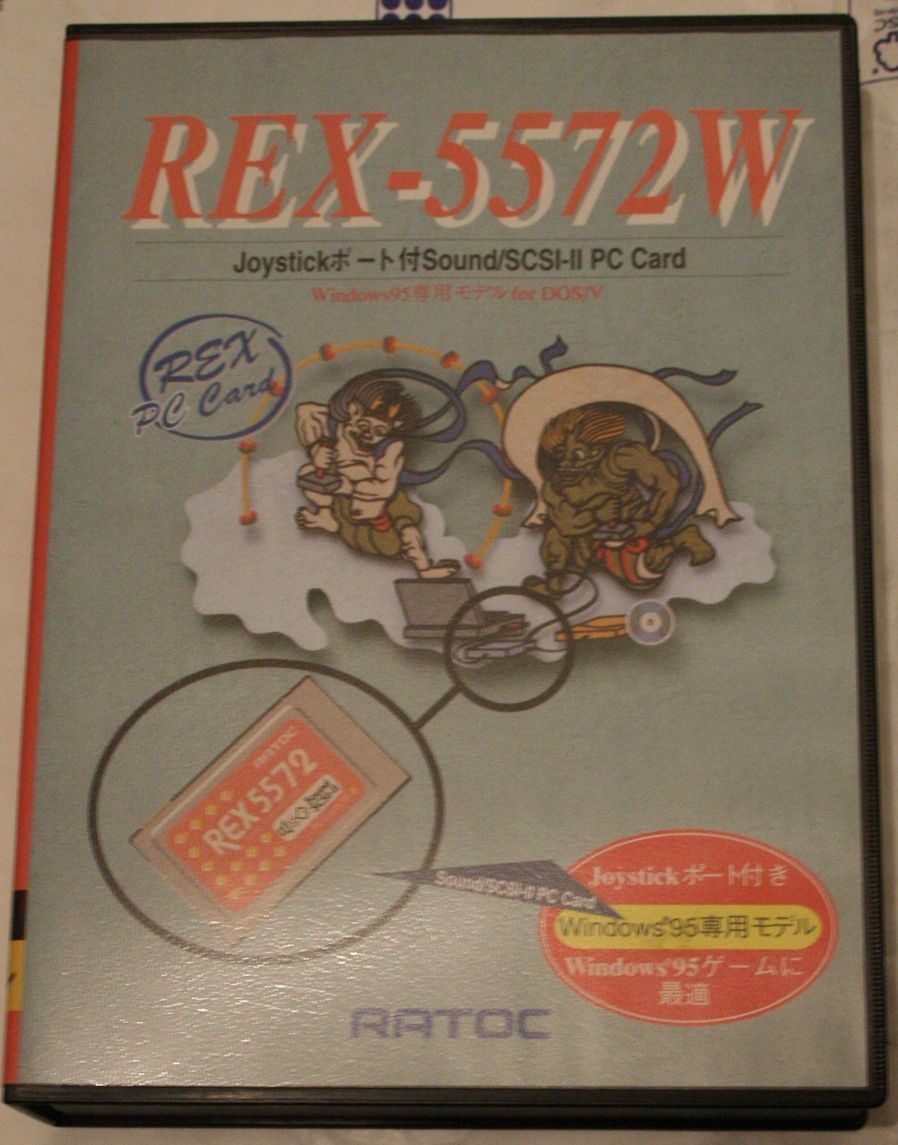 REX-5572W
Joystickポート付Sound/SCSI-II PC Card
Windows95専用モデル for DOS/V
REX
PC Card
RATOC
REX5572
Sound
SCSI-II
Sound/SCSI-II PC Card
Joystickポート付き
Windows®95専用モデル
Windows®95ゲームに
最適
RATOC